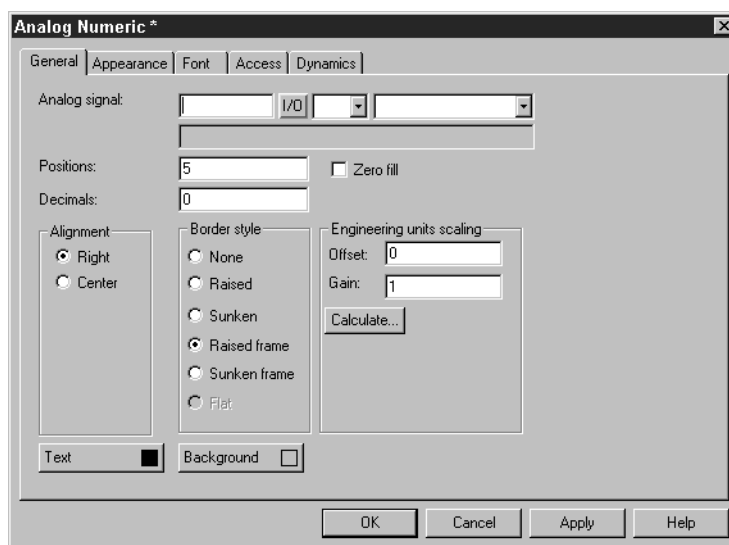 Analog Numeric *
General Appearance Font Access Dynamics
Analog signal: I/O
Positions: 5 Zero fill
Decimals: 0
Alignment Border style Engineering units scaling
Right None Offset: 0
Center Raised Gain: 1
Sunken Calculate...
Raised frame
Sunken frame
Flat
Text Background
OK Cancel Apply Help